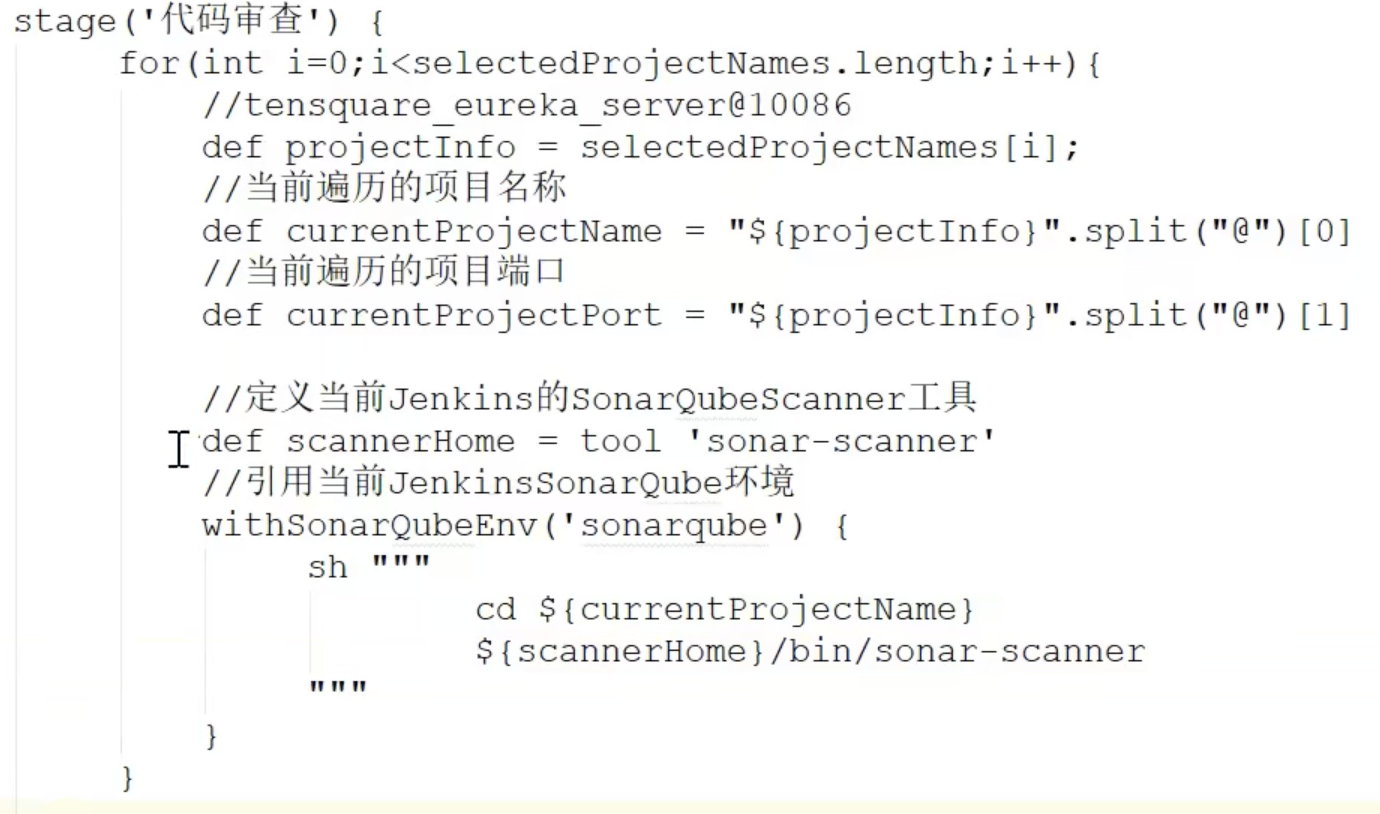 stage('代码审查') {
for(int i=0;i<selectedProjectNames.length;i++){
//tensquare_eureka_server@10086
def projectInfo = selectedProjectNames[i];
//当前遍历的项目名称
def currentProjectName = "${projectInfo}".split("@")[0]
//当前遍历的项目端口
def currentProjectPort = "${projectInfo}".split("@")[1]
//定义当前Jenkins的SonarQubeScanner工具
def scannerHome = tool 'sonar-scanner'
//引用当前JenkinsSonarQube环境
withSonarQubeEnv('sonarqube') {
sh """
cd ${currentProjectName}
${scannerHome}/bin/sonar-scanner
"""
}
}